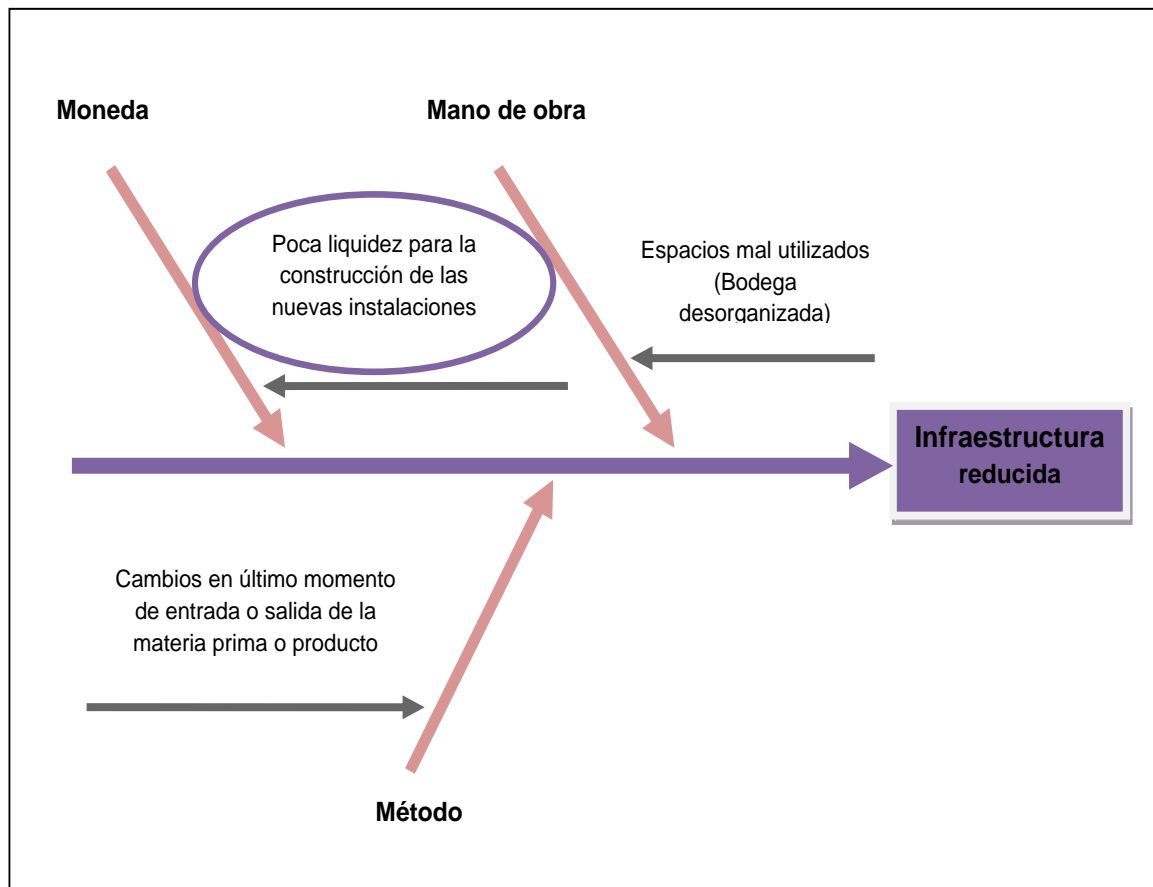 Moneda
Mano de obra
Poca liquidez para la
construcción de las
nuevas instalaciones
Espacios mal utilizados
(Bodega
desorganizada)
Infraestructura
reducida
Cambios en último momento
de entrada o salida de la
materia prima o producto
Método